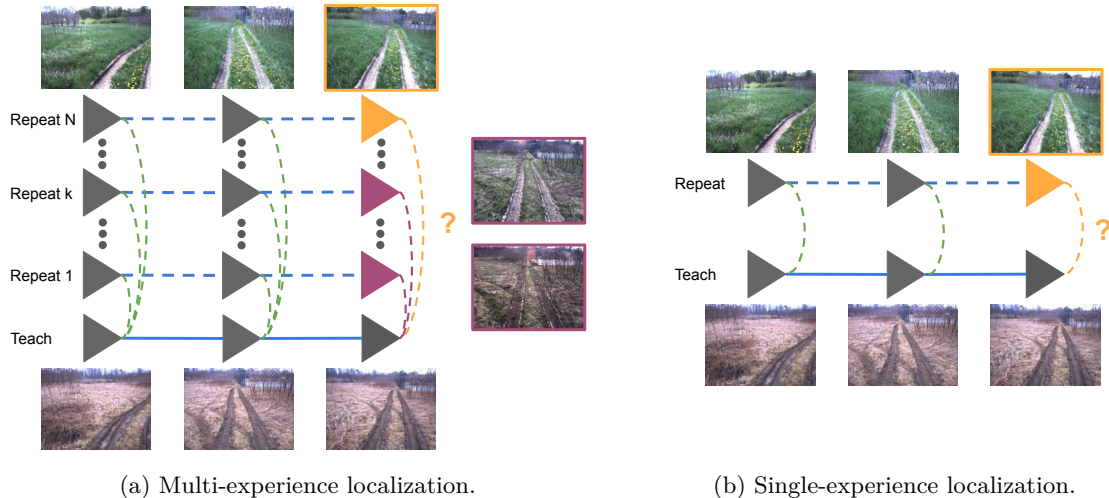 Repeat N
Repeat k
?
Repeat 1
Teach
Repeat
?
Teach
(a) Multi-experience localization.
(b) Single-experience localization.